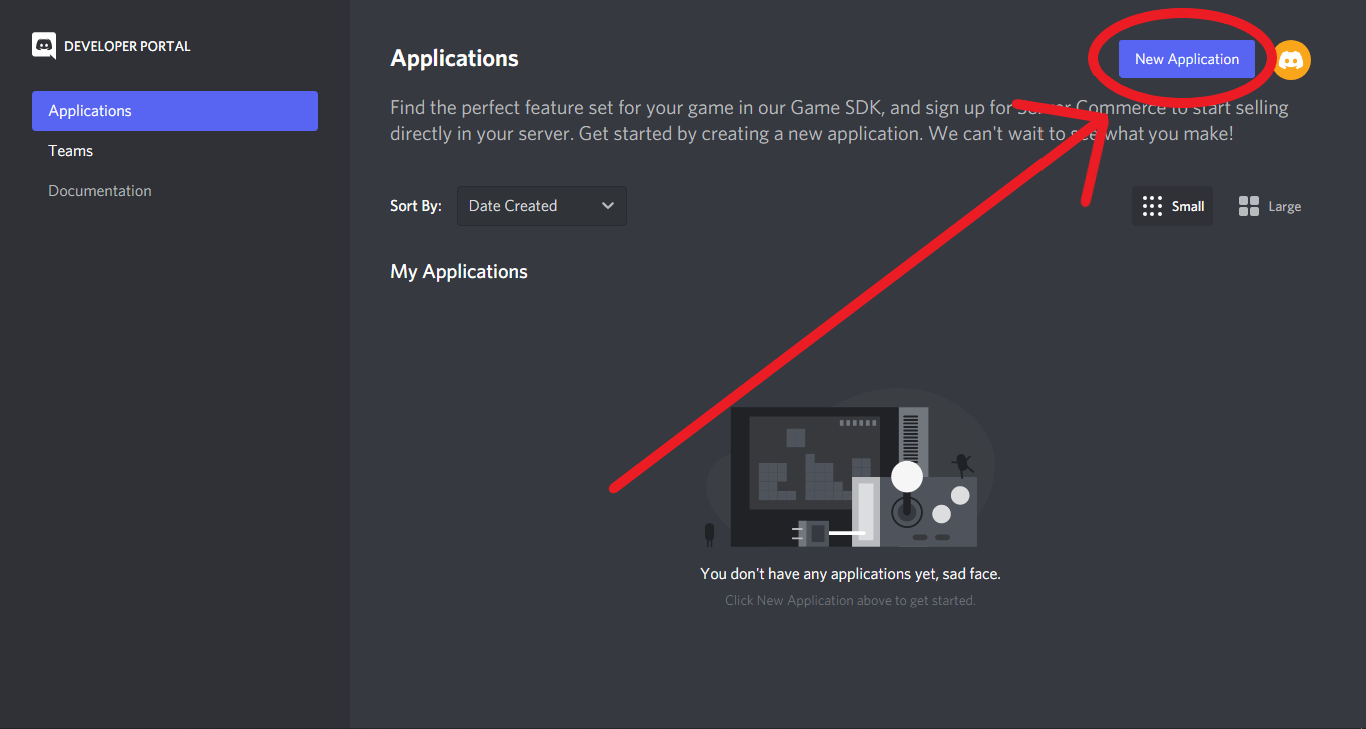 DEVELOPER PORTAL
Applications
Teams
Documentation
Applications
New Application
Find the perfect feature set for your game in our Game SDK, and sign up for Server Commerce to start selling
directly in your server. Get started by creating a new application. We can't wait to see what you make!
Sort By:
Date Created
Small
Large
My Applications
You don't have any applications yet, sad face.
Click New Application above to get started.